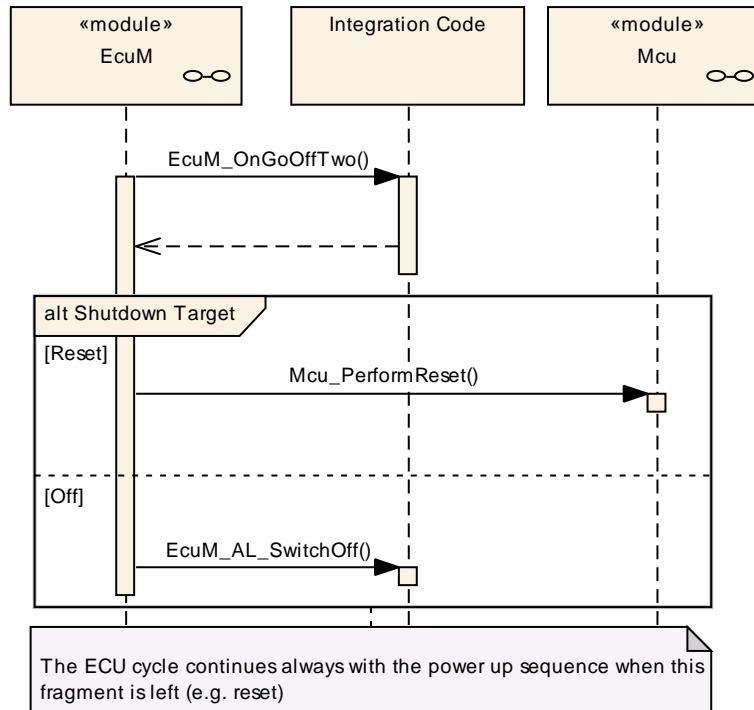 «module»
EcuM
Integration Code
«module»
Mcu
EcuM_OnGoOffTwo()
alt Shutdown Target
[Reset]
Mcu_PerformReset()
[Off]
EcuM_AL_SwitchOff()
The ECU cycle continues always with the power up sequence when this
fragment is left (e.g. reset)